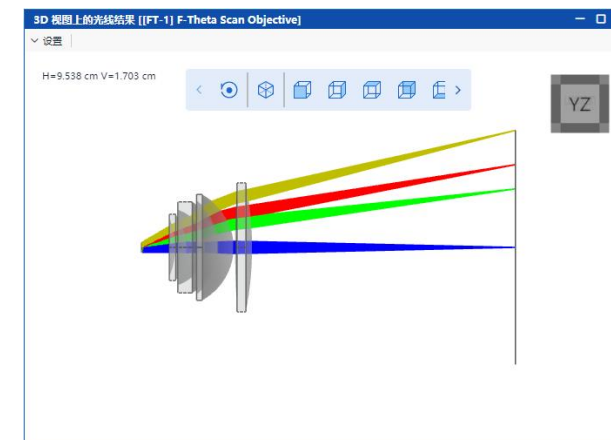 3D 视图上的光线结果 [[FT-1] F-Theta Scan Objective]
设置
H=9.538 cm V=1.703 cm
YZ